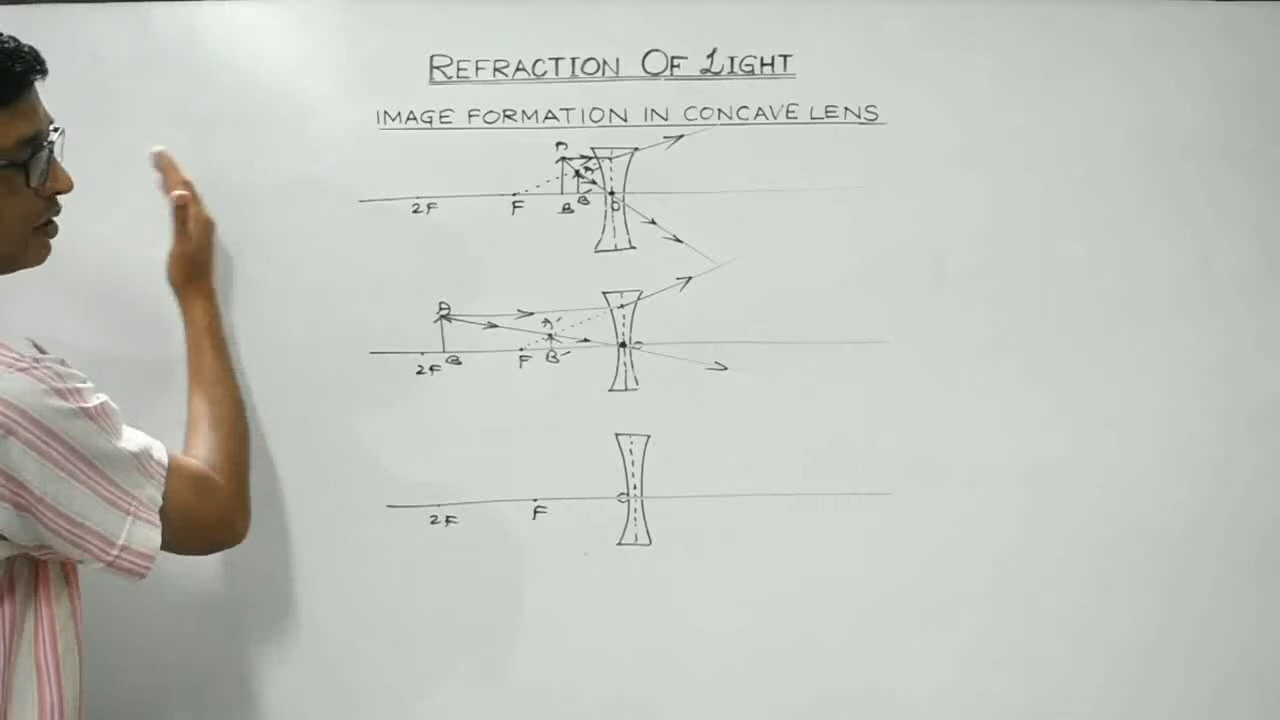 REFRACTION OF LIGHT
IMAGE FORMATION IN CONCAVE LENS
A
A'
2F F B B' O
A
A'
2F B F B' O
2F F O